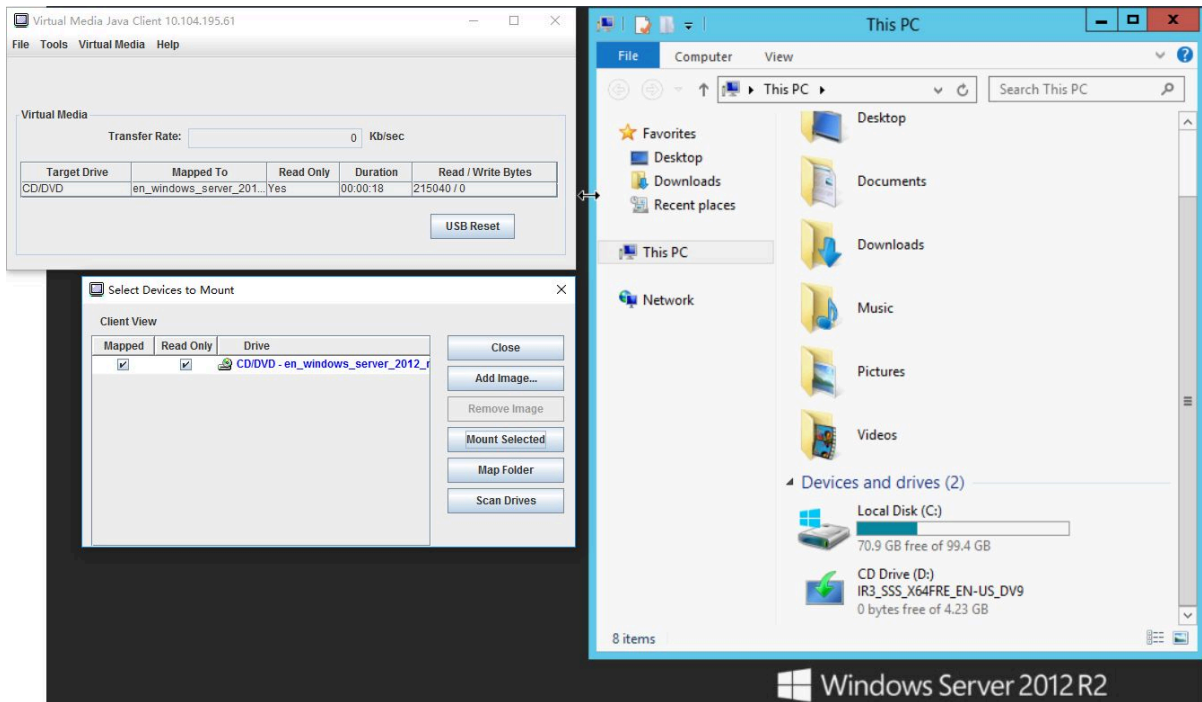 Virtual Media Java Client 10.104.195.61
File Tools Virtual Media Help
Virtual Media
Transfer Rate: 0 Kb/sec
Target Drive Mapped To Read Only Duration Read / Write Bytes
CD/DVD en_windows_server_201... Yes 00:00:18 215040 / 0
USB Reset
Select Devices to Mount
Client View
Mapped Read Only Drive
CD/DVD - en_windows_server_2012_r
Close
Add Image...
Remove Image
Mount Selected
Map Folder
Scan Drives
This PC
File Computer View
This PC
Search This PC
Favorites
Desktop
Downloads
Recent places
This PC
Network
Desktop
Documents
Downloads
Music
Pictures
Videos
Devices and drives (2)
Local Disk (C:)
70.9 GB free of 99.4 GB
CD Drive (D:)
IR3_SSS_X64FRE_EN-US_DV9
0 bytes free of 4.23 GB
8 items
Windows Server 2012 R2